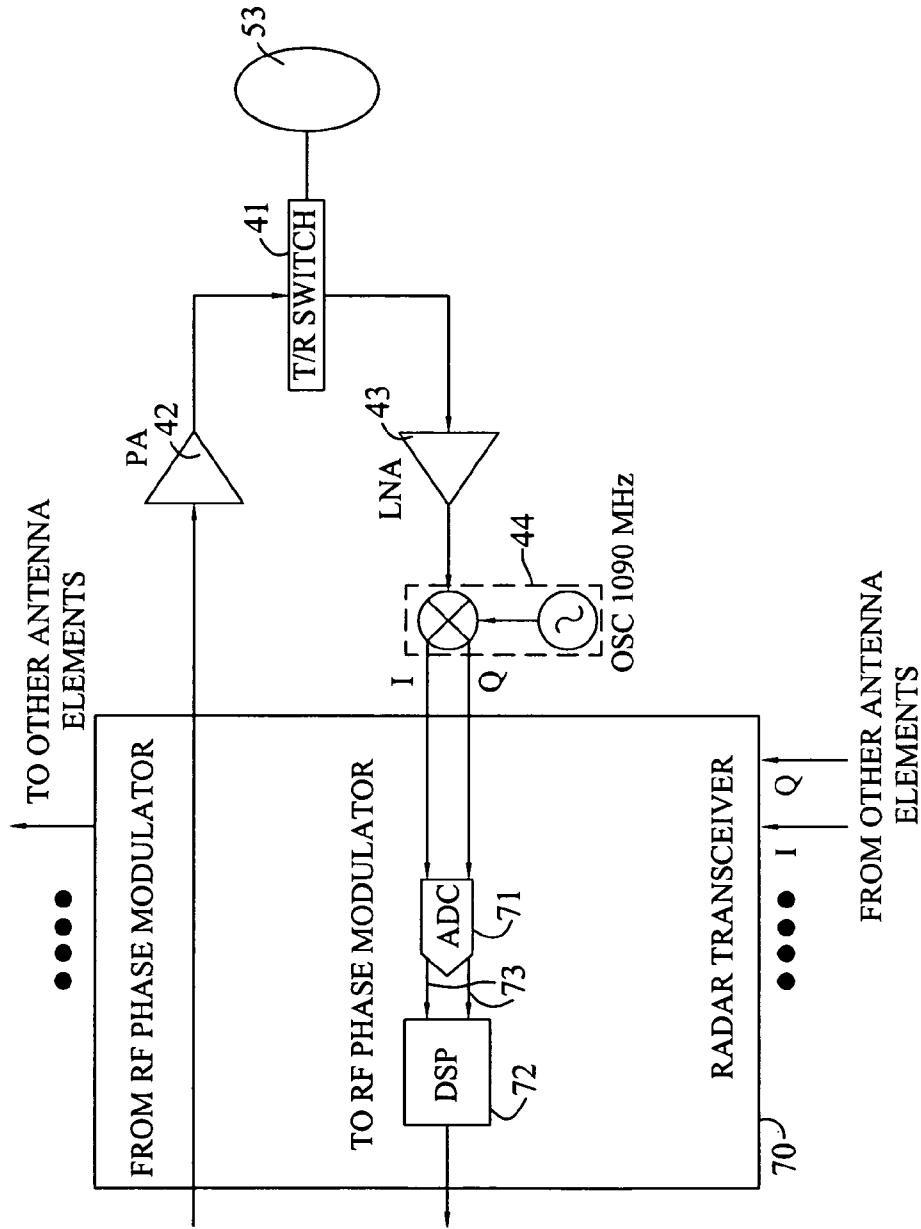 TO OTHER ANTENNA
ELEMENTS
FROM RF PHASE MODULATOR
PA
42
T/R SWITCH
41
53
TO RF PHASE MODULATOR
DSP
72
73
ADC
71
I
Q
LNA
43
44
OSC 1090 MHz
RADAR TRANSCEIVER
70
I
Q
FROM OTHER ANTENNA
ELEMENTS